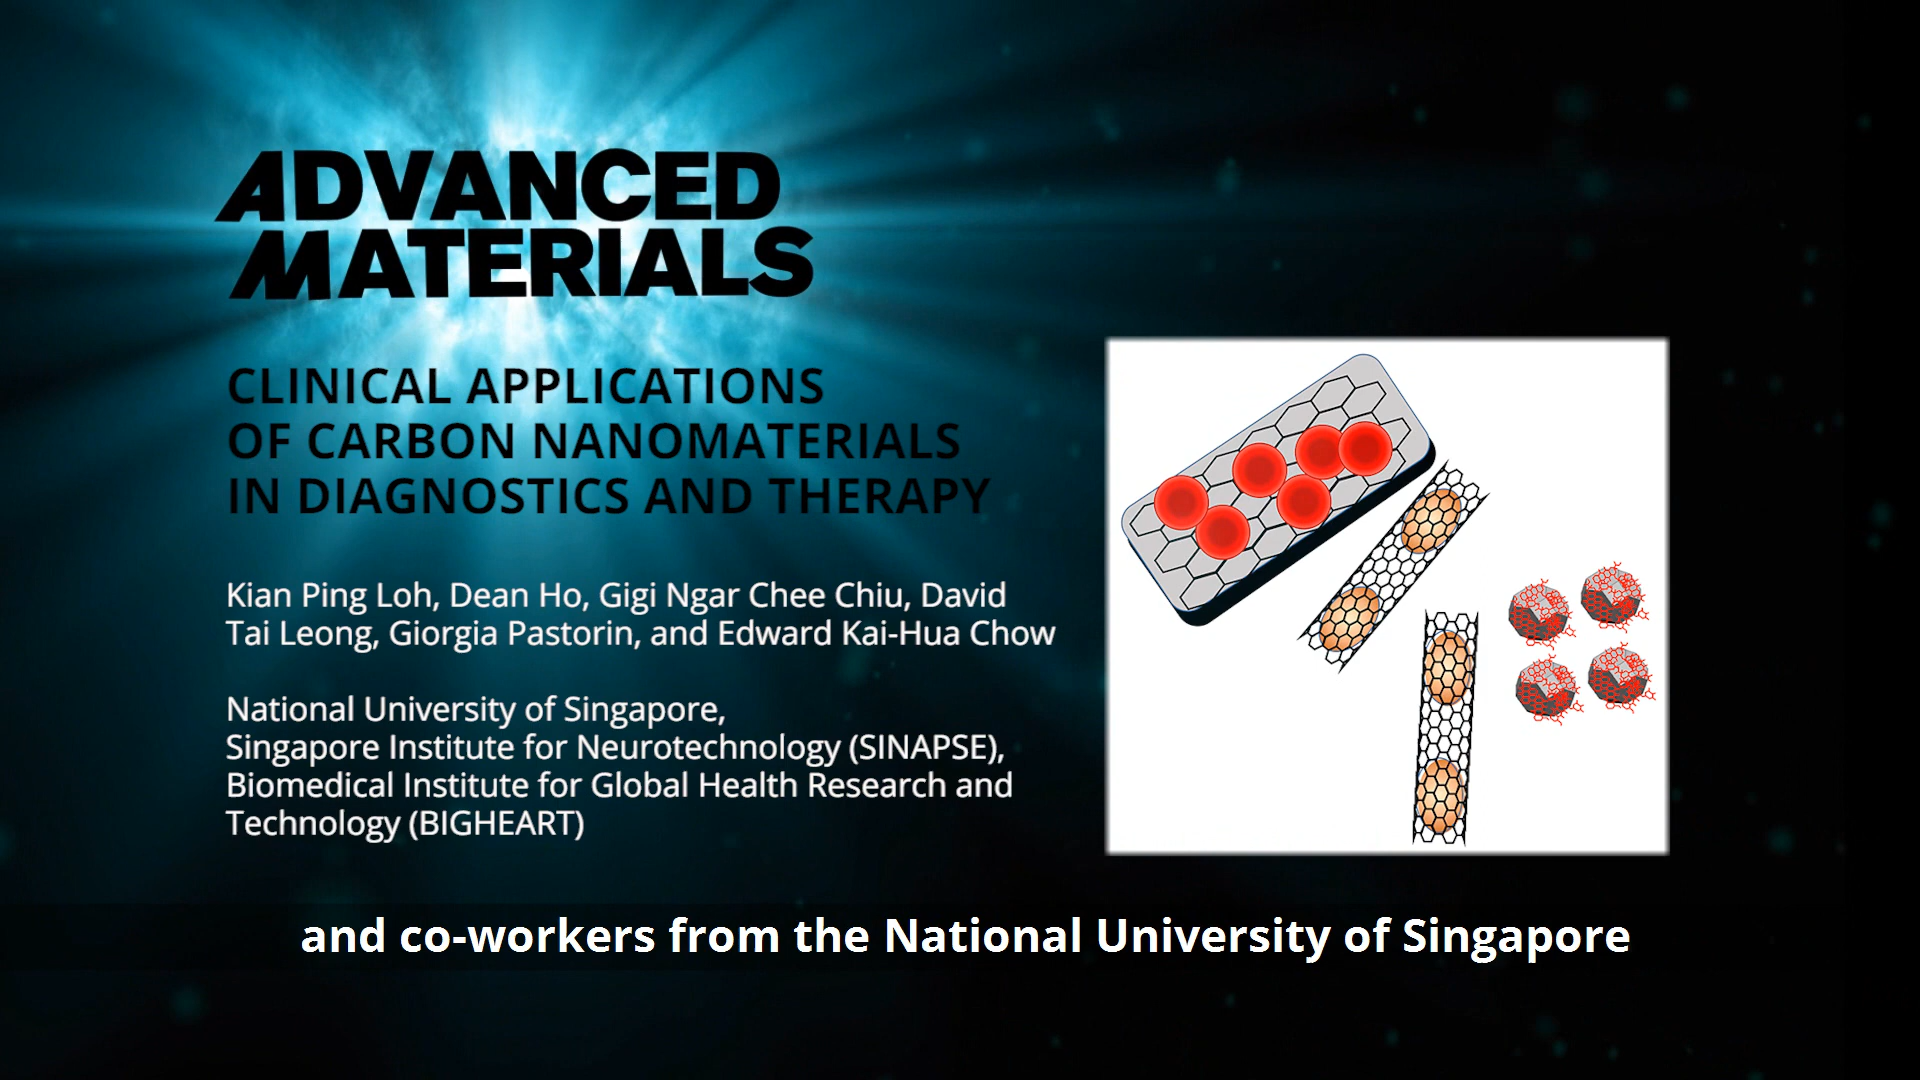 ADVANCED
MATERIALS
CLINICAL APPLICATIONS
OF CARBON NANOMATERIALS
IN DIAGNOSTICS AND THERAPY
Kian Ping Loh, Dean Ho, Gigi Ngar Chee Chiu, David
Tai Leong, Giorgia Pastorin, and Edward Kai-Hua Chow
National University of Singapore,
Singapore Institute for Neurotechnology (SINAPSE),
Biomedical Institute for Global Health Research and
Technology (BIGHEART)
and co-workers from the National University of Singapore